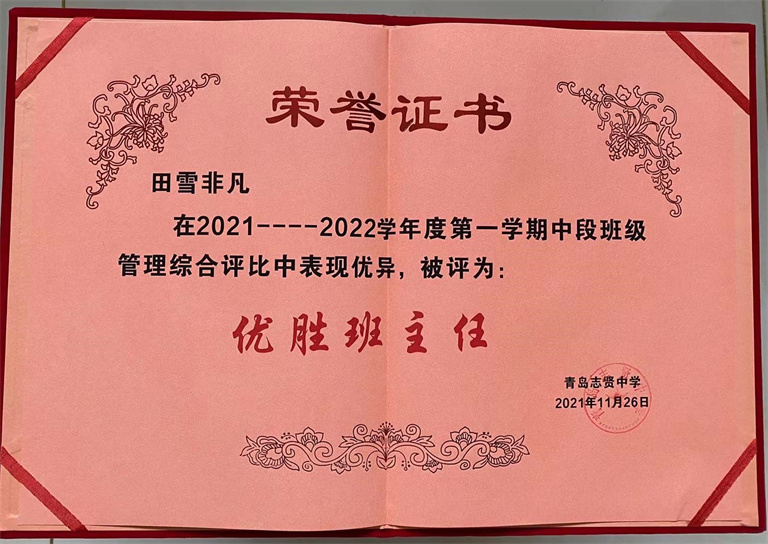 荣誉证书
田雪非凡
在2021----2022学年度第一学期中段班级
管理综合评比中表现优异，被评为：
优胜班主任
青岛志贤中学
2021年11月26日